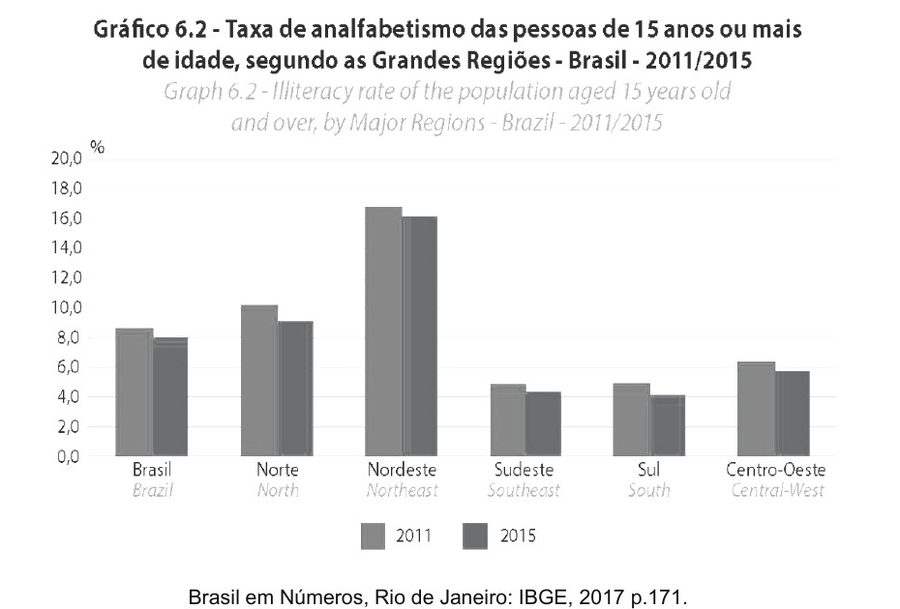 Gráfico 6.2 - Taxa de analfabetismo das pessoas de 15 anos ou mais
de idade, segundo as Grandes Regiões - Brasil - 2011/2015
Graph 6.2 - Illiteracy rate of the population aged 15 years old
and over, by Major Regions - Brazil - 2011/2015
%
20,0
18,0
16,0
14,0
12,0
10,0
8,0
6,0
4,0
2,0
0,0
Brasil Norte Nordeste Sudeste Sul Centro-Oeste
Brazil North Northeast Southeast South Central-West
2011 2015
Brasil em Números, Rio de Janeiro: IBGE, 2017 p.171.